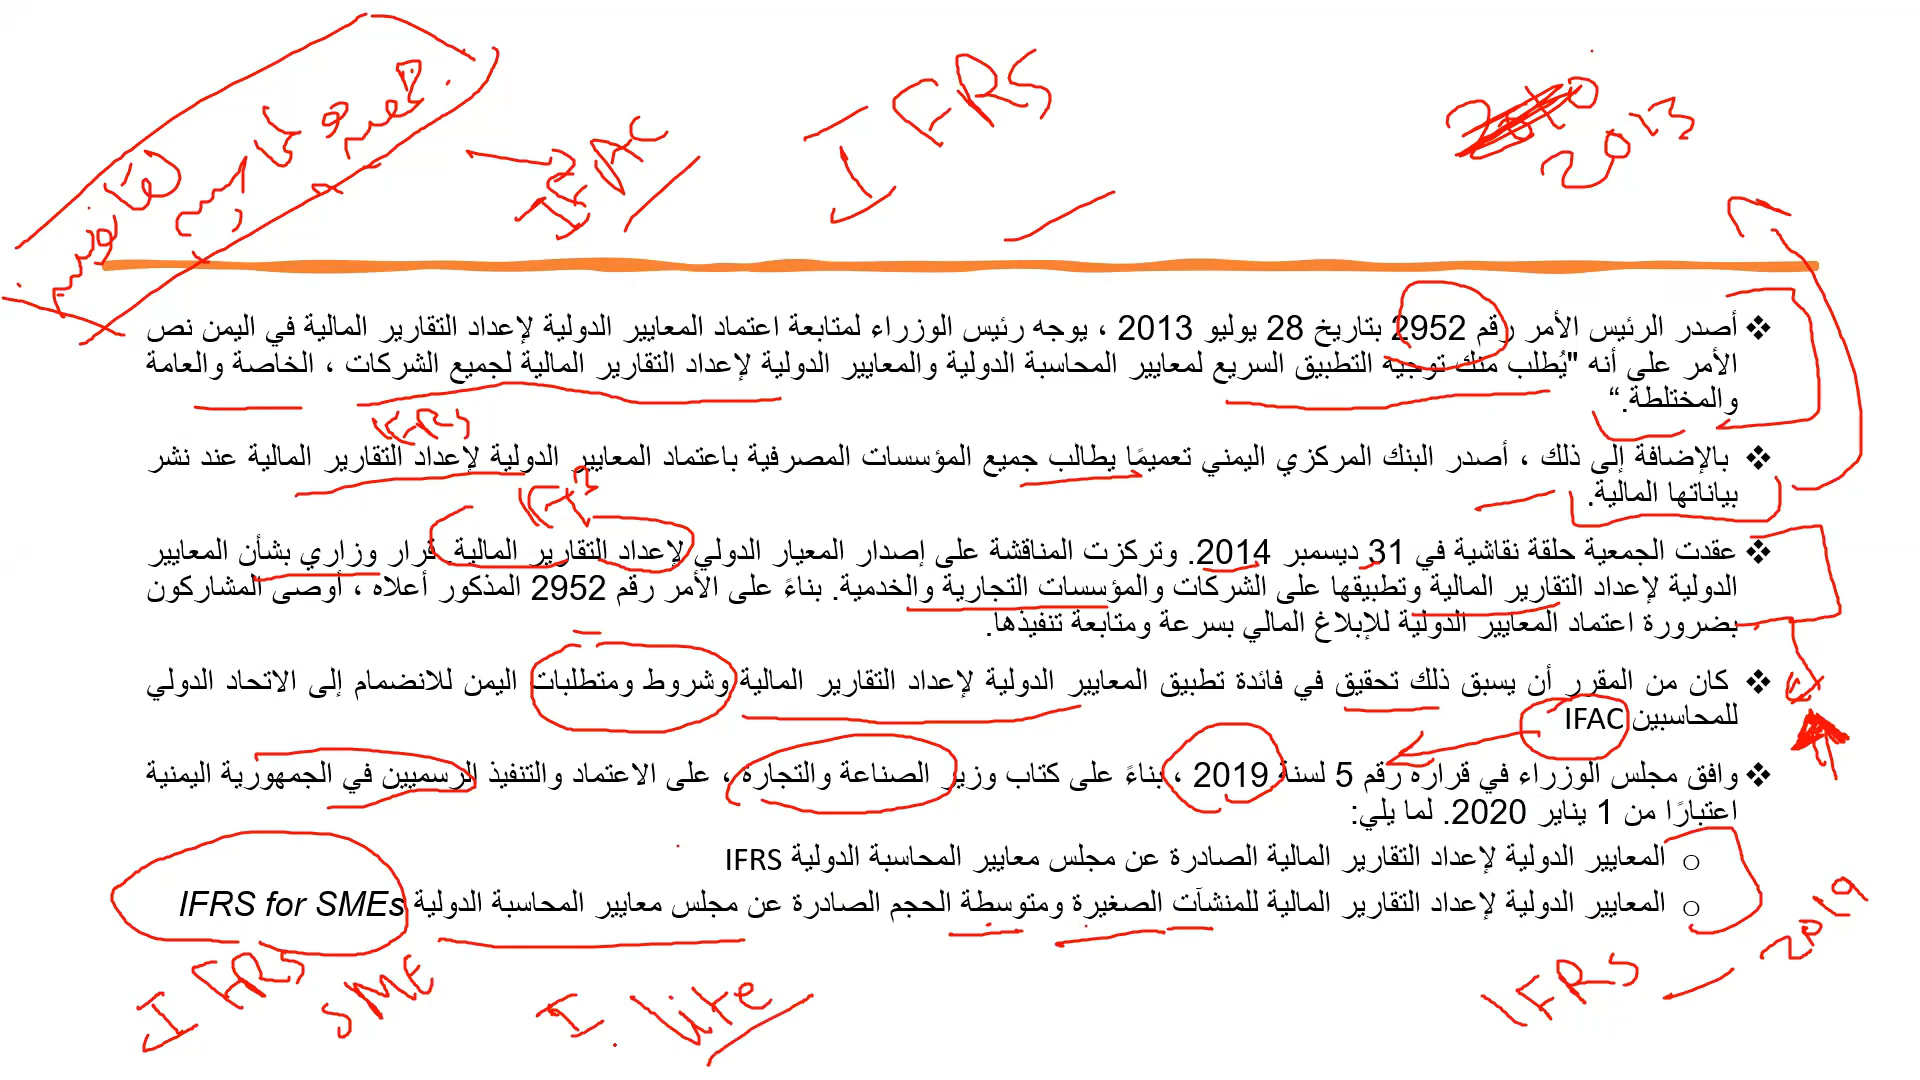 IFRS
IFAC
2013
❖ أصدر الرئيس الأمر رقم 2952 بتاريخ 28 يوليو 2013 ، يوجه رئيس الوزراء لمتابعة اعتماد المعايير الدولية لإعداد التقارير المالية في اليمن نص
الأمر على أنه "يُطلب منك توجيه التطبيق السريع لمعايير المحاسبة الدولية والمعايير الدولية لإعداد التقارير المالية لجميع الشركات ، الخاصة والعامة
والمختلطة.“
IFRS
❖ بالإضافة إلى ذلك ، أصدر البنك المركزي اليمني تعميمًا يطالب جميع المؤسسات المصرفية باعتماد المعايير الدولية لإعداد التقارير المالية عند نشر
بياناتها المالية.
❖ عقدت الجمعية حلقة نقاشية في 31 ديسمبر 2014. وتركزت المناقشة على إصدار المعيار الدولي لإعداد التقارير المالية. قرار وزاري بشأن المعايير
الدولية لإعداد التقارير المالية وتطبيقها على الشركات والمؤسسات التجارية والخدمية. بناءً على الأمر رقم 2952 المذكور أعلاه ، أوصى المشاركون
بضرورة اعتماد المعايير الدولية للإبلاغ المالي بسرعة ومتابعة تنفيذها.
❖ كان من المقرر أن يسبق ذلك تحقيق في فائدة تطبيق المعايير الدولية لإعداد التقارير المالية وشروط ومتطلبات اليمن للانضمام إلى الاتحاد الدولي
للمحاسبين IFAC
❖ وافق مجلس الوزراء في قراره رقم 5 لسنة 2019 ، بناءً على كتاب وزير الصناعة والتجارة ، على الاعتماد والتنفيذ الرسميين في الجمهورية اليمنية
اعتبارًا من 1 يناير 2020. لما يلي:
o المعايير الدولية لإعداد التقارير المالية الصادرة عن مجلس معايير المحاسبة الدولية IFRS
o المعايير الدولية لإعداد التقارير المالية للمنشآت الصغيرة ومتوسطة الحجم الصادرة عن مجلس معايير المحاسبة الدولية IFRS for SMEs
IFRS 2019
IFRS SME
I lite